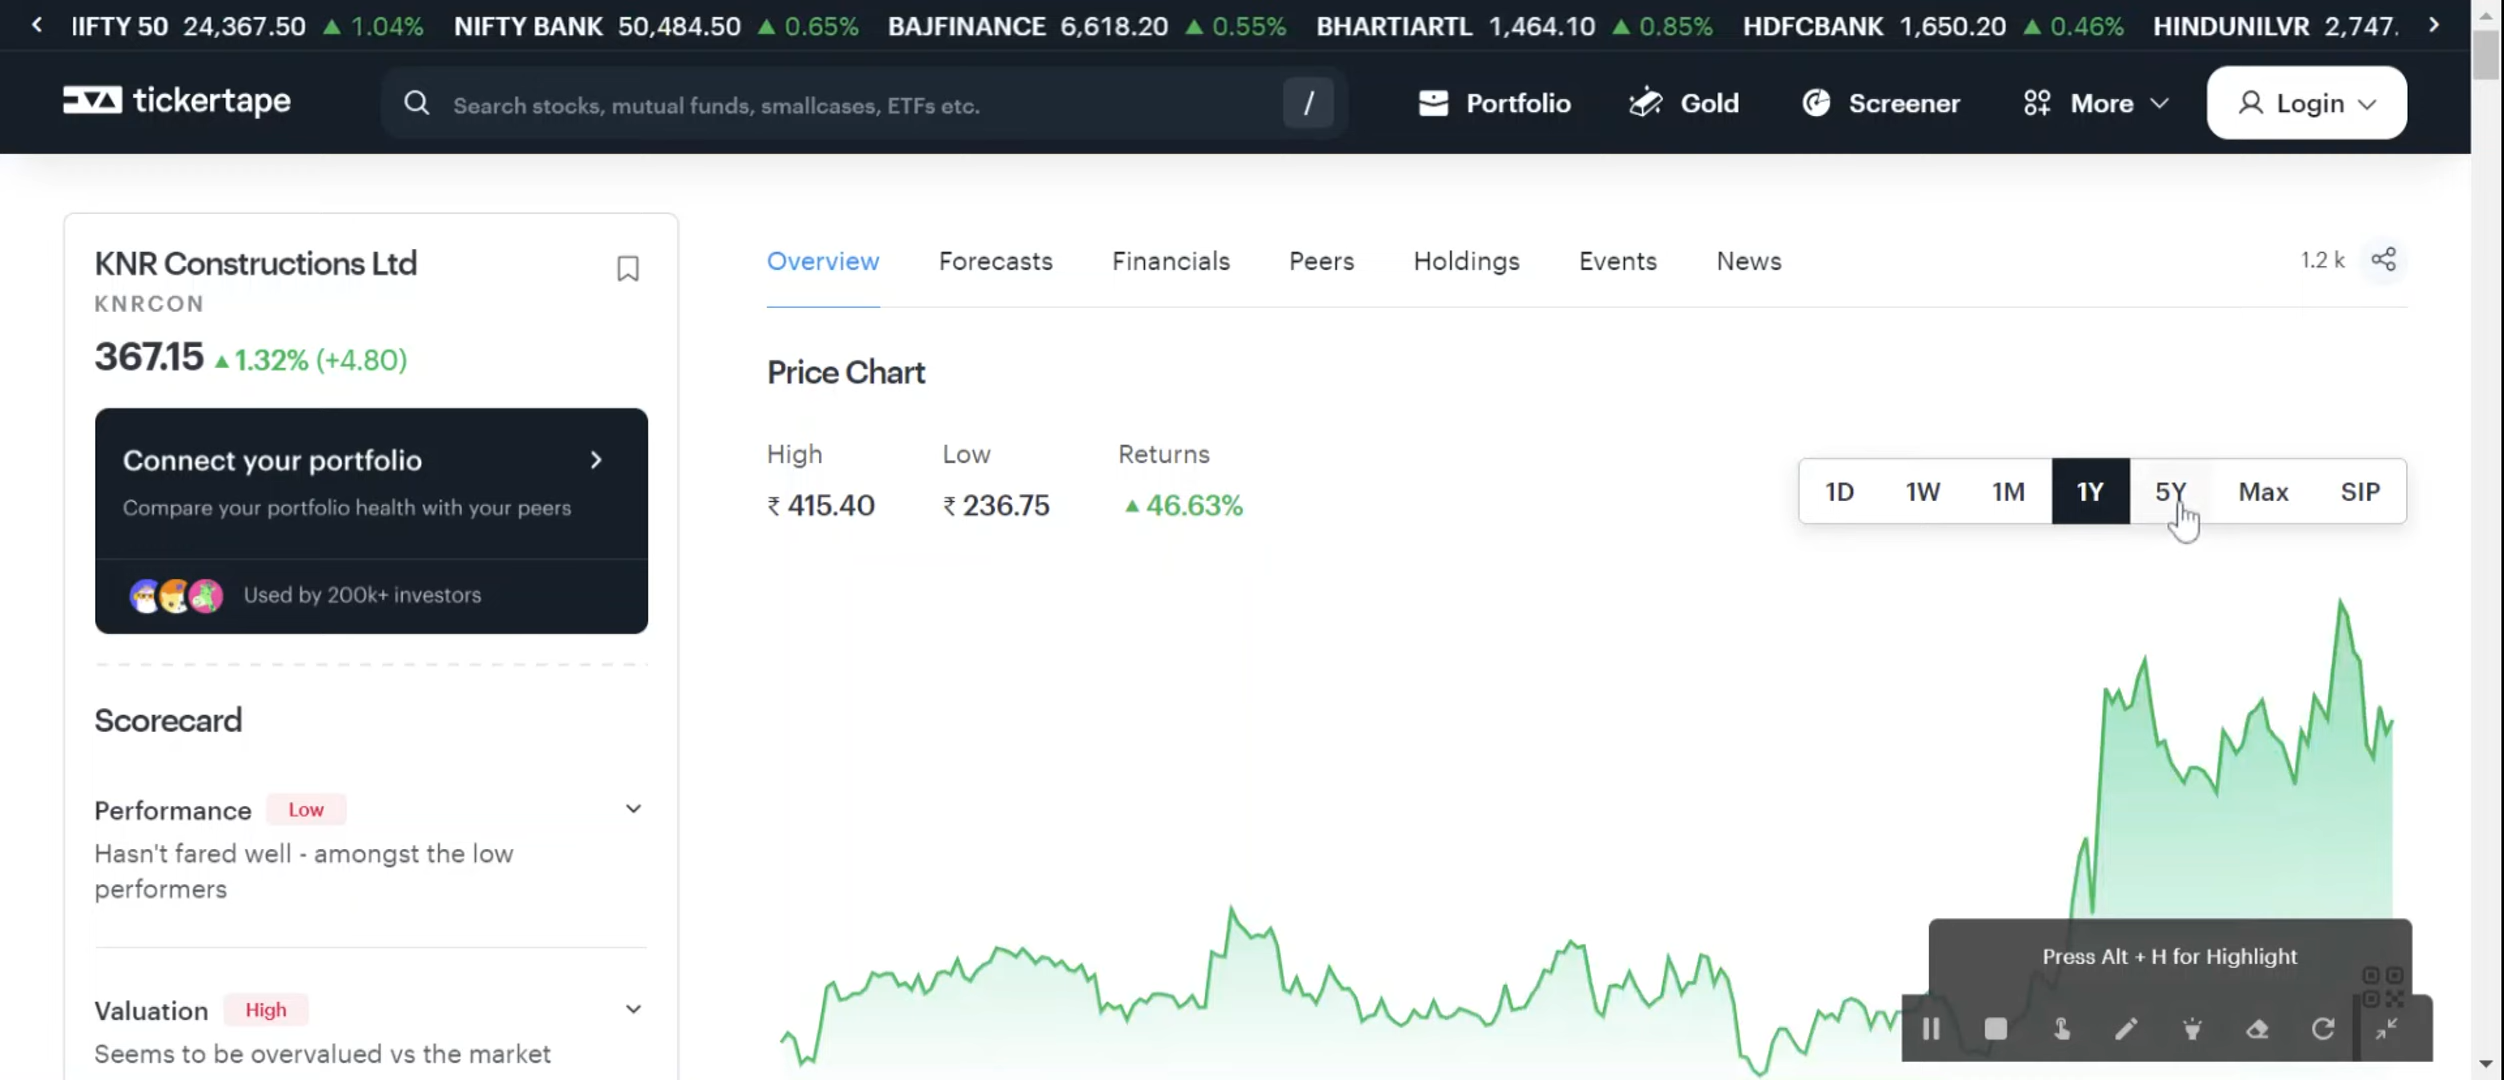 IIFTY 50 24,367.50 ▲ 1.04% NIFTY BANK 50,484.50 ▲ 0.65% BAJFINANCE 6,618.20 ▲ 0.55% BHARTIARTL 1,464.10 ▲ 0.85% HDFCBANK 1,650.20 ▲ 0.46% HINDUNILVR 2,747.
tickertape Search stocks, mutual funds, smallcases, ETFs etc. / Portfolio Gold Screener More Login
KNR Constructions Ltd
KNRCON
367.15 ▲ 1.32% (+4.80)
Connect your portfolio
Compare your portfolio health with your peers
Used by 200k+ investors
Scorecard
Performance Low
Hasn't fared well - amongst the low
performers
Valuation High
Seems to be overvalued vs the market
Overview Forecasts Financials Peers Holdings Events News 1.2 k
Price Chart
High Low Returns
₹ 415.40 ₹ 236.75 ▲ 46.63%
1D 1W 1M 1Y 5Y Max SIP
Press Alt + H for Highlight